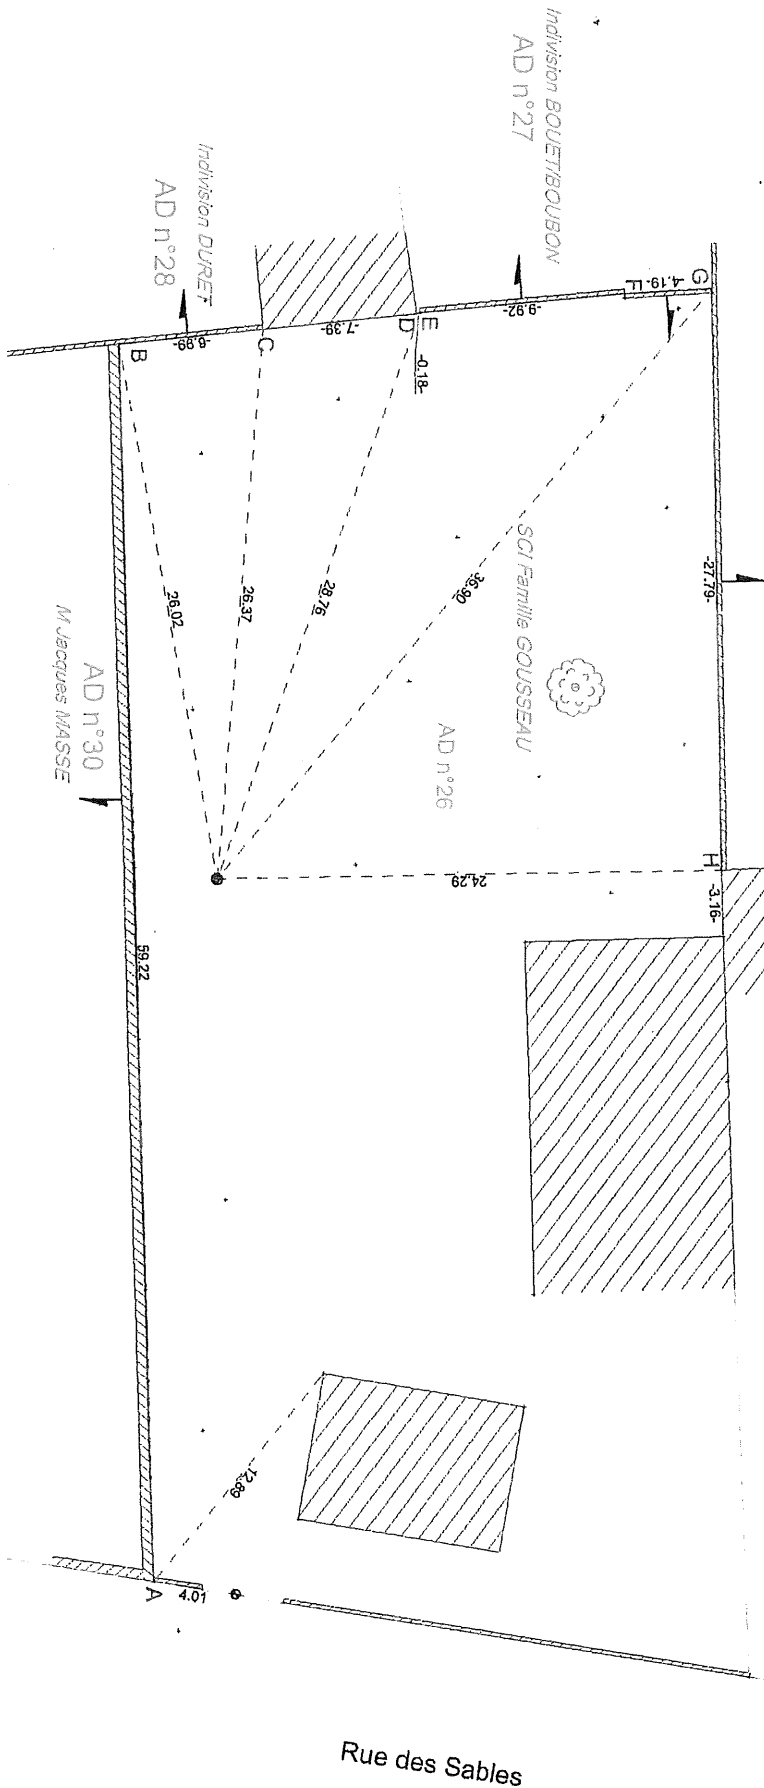 Indivision BOUET/BOUBON
AD n°27
Indivision DURET
AD n°28
G
-4.19-
-9.92-
E
D
-0.18-
-7.39-
C
-6.99-
B
-27.79-
SCI Famille GOUSSEAU
AD n°26
36.90
28.76
26.37
26.02
AD n°30
M Jacques MASSE
H
-3.16-
24.29
59.22
12.89
A
4.01
Rue des Sables